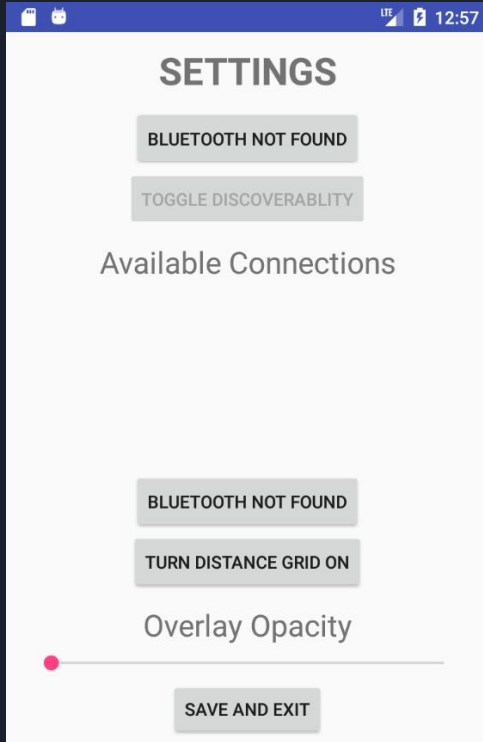 LTE 12:57
SETTINGS
BLUETOOTH NOT FOUND
TOGGLE DISCOVERABLITY
Available Connections
BLUETOOTH NOT FOUND
TURN DISTANCE GRID ON
Overlay Opacity
SAVE AND EXIT